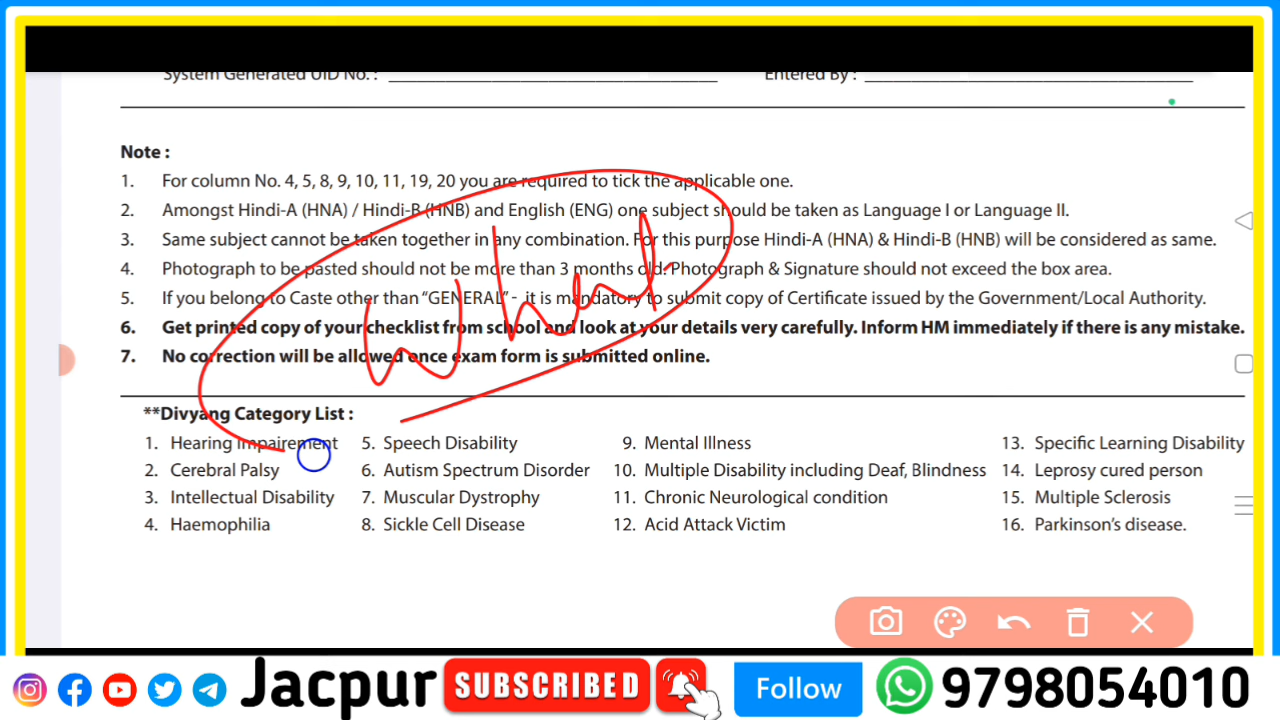 System Generated UID No. : Entered By :
Note :
1. For column No. 4, 5, 8, 9, 10, 11, 19, 20 you are required to tick the applicable one.
2. Amongst Hindi-A (HNA) / Hindi-B (HNB) and English (ENG) one subject should be taken as Language I or Language II.
3. Same subject cannot be taken together in any combination. For this purpose Hindi-A (HNA) & Hindi-B (HNB) will be considered as same.
4. Photograph to be pasted should not be more than 3 months old. Photograph & Signature should not exceed the box area.
5. If you belong to Caste other than "GENERAL" - it is mandatory to submit copy of Certificate issued by the Government/Local Authority.
6. Get printed copy of your checklist from school and look at your details very carefully. Inform HM immediately if there is any mistake.
7. No correction will be allowed once exam form is submitted online.
**Divyang Category List :
1. Hearing Impairement 5. Speech Disability 9. Mental Illness 13. Specific Learning Disability
2. Cerebral Palsy 6. Autism Spectrum Disorder 10. Multiple Disability including Deaf, Blindness 14. Leprosy cured person
3. Intellectual Disability 7. Muscular Dystrophy 11. Chronic Neurological condition 15. Multiple Sclerosis
4. Haemophilia 8. Sickle Cell Disease 12. Acid Attack Victim 16. Parkinson's disease.
Jacpur SUBSCRIBED Follow 9798054010